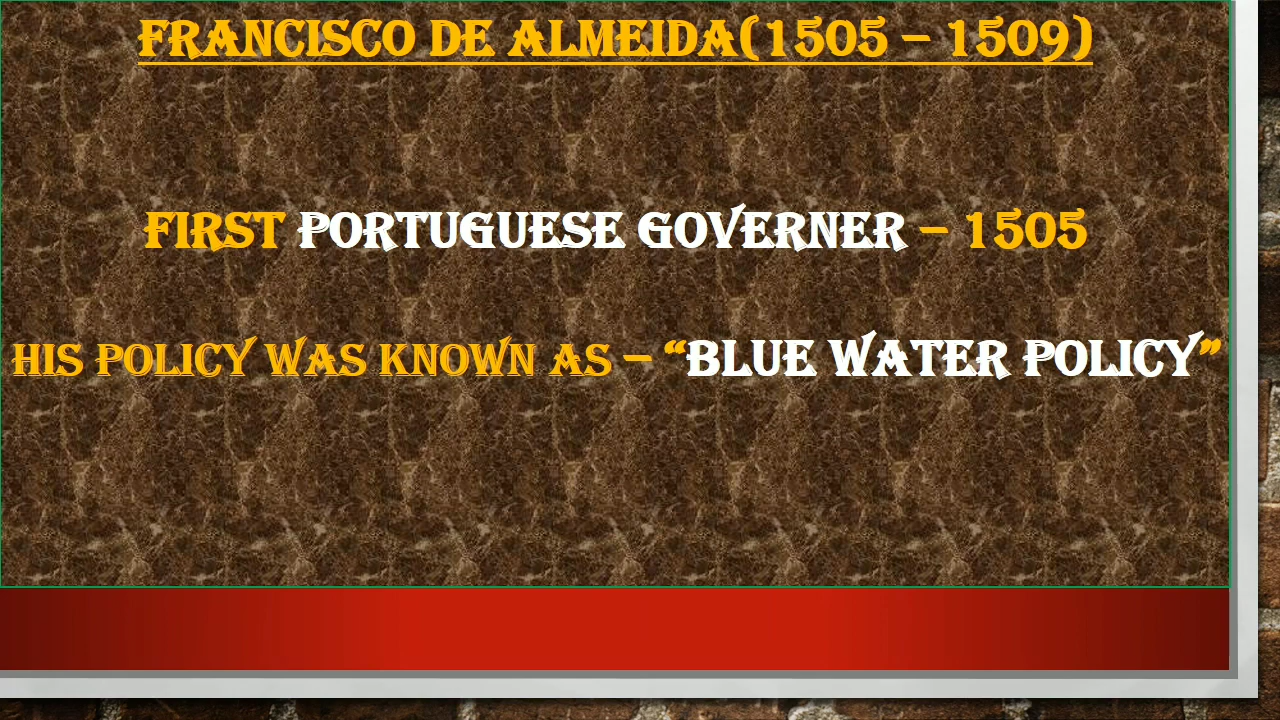 FRANCISCO DE ALMEIDA(1505 – 1509)
FIRST PORTUGUESE GOVERNER – 1505
HIS POLICY WAS KNOWN AS – “BLUE WATER POLICY”